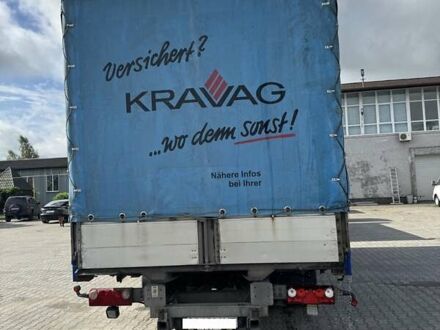 Versichert?
KRAVAG
...wo denn sonst!
Nähere Infos
bei Ihrer